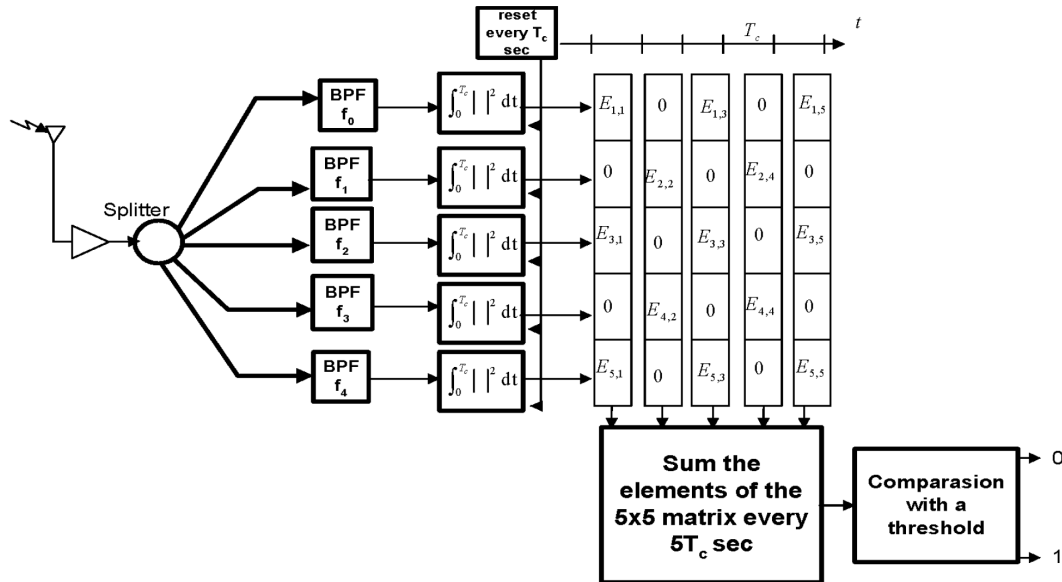 reset
every T_c
sec
T_c
t
BPF
f_0
∫_0^{T_c} | |^2 dt
E_{1,1} 0 E_{1,3} 0 E_{1,5}
BPF
f_1
∫_0^{T_c} | |^2 dt
0 E_{2,2} 0 E_{2,4} 0
Splitter
BPF
f_2
∫_0^{T_c} | |^2 dt
E_{3,1} 0 E_{3,3} 0 E_{3,5}
BPF
f_3
∫_0^{T_c} | |^2 dt
0 E_{4,2} 0 E_{4,4} 0
BPF
f_4
∫_0^{T_c} | |^2 dt
E_{5,1} 0 E_{5,3} 0 E_{5,5}
Sum the
elements of the
5x5 matrix every
5T_c sec
Comparasion
with a
threshold
0
1